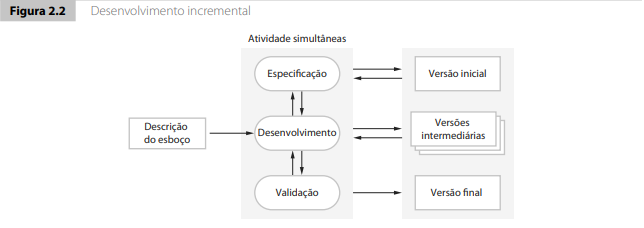 Figura 2.2 Desenvolvimento incremental
Atividade simultâneas
Especificação
Versão inicial
Descrição
do esboço
Desenvolvimento
Versões
intermediárias
Validação
Versão final